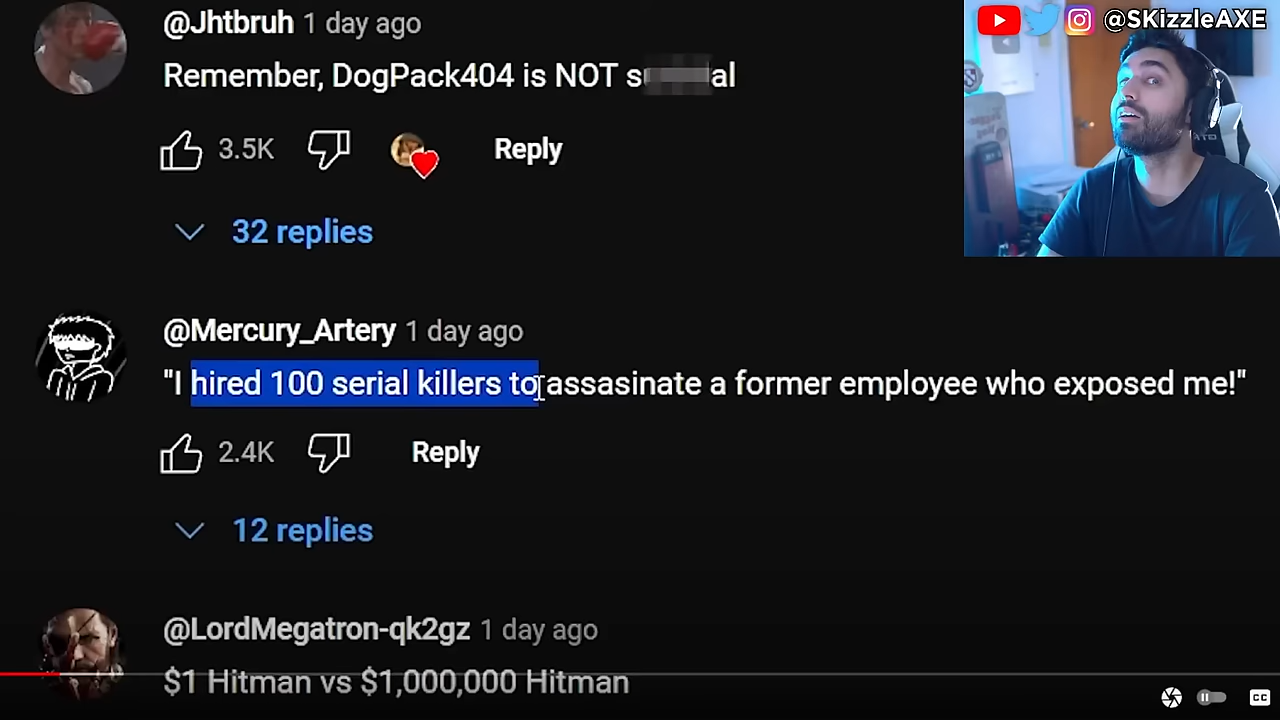 @SKizzleAXE
@Jhtbruh 1 day ago
Remember, DogPack404 is NOT s al
3.5K Reply
32 replies
@Mercury_Artery 1 day ago
"I hired 100 serial killers to assasinate a former employee who exposed me!"
2.4K Reply
12 replies
@LordMegatron-qk2gz 1 day ago
$1 Hitman vs $1,000,000 Hitman
CC